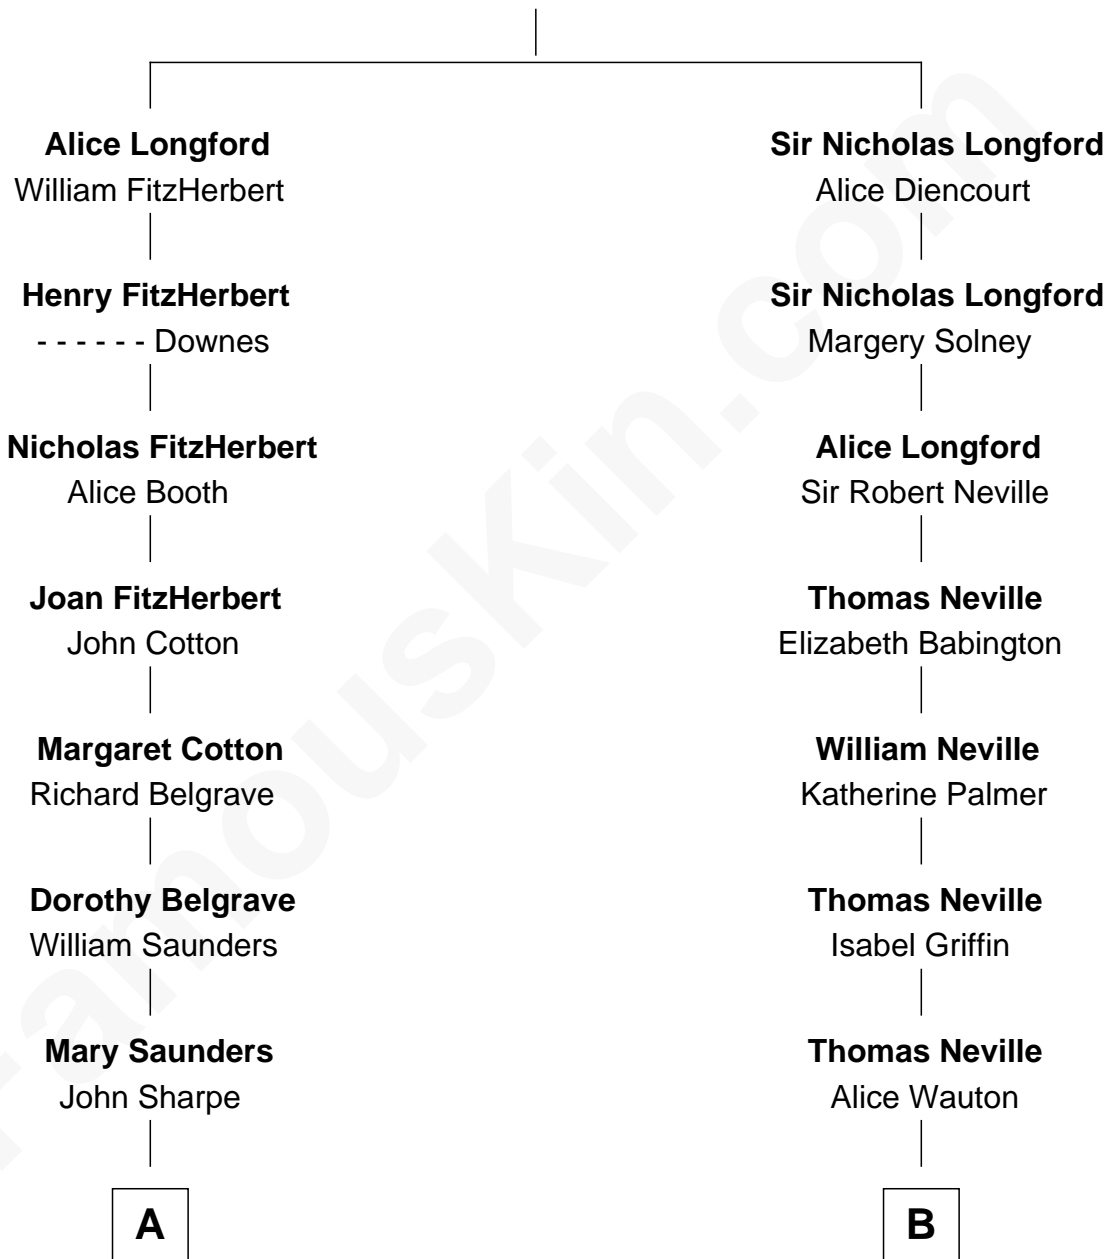 Alice Longford
William FitzHerbert
Sir Nicholas Longford
Alice Diencourt
Henry FitzHerbert
- - - - - - Downes
Sir Nicholas Longford
Margery Solney
Nicholas FitzHerbert
Alice Booth
Alice Longford
Sir Robert Neville
Joan FitzHerbert
John Cotton
Thomas Neville
Elizabeth Babington
Margaret Cotton
Richard Belgrave
William Neville
Katherine Palmer
Dorothy Belgrave
William Saunders
Thomas Neville
Isabel Griffin
Mary Saunders
John Sharpe
Thomas Neville
Alice Wauton
A
B
FamousKin.com